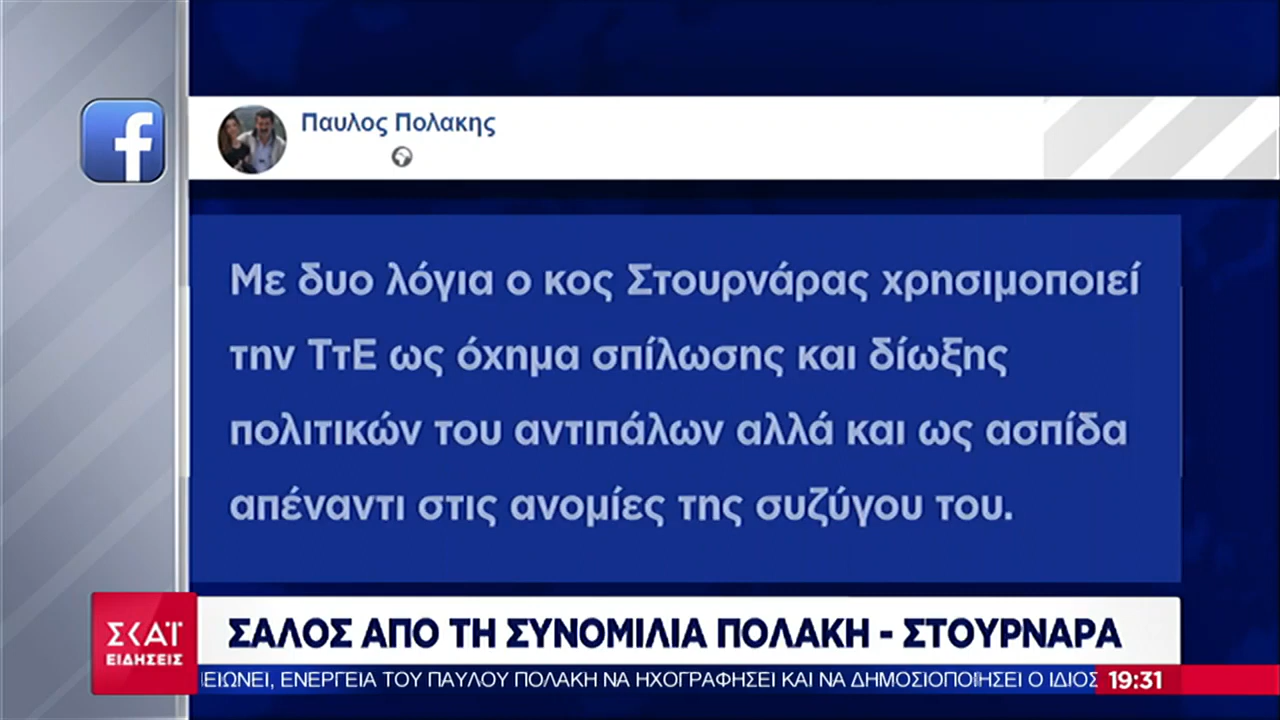 Παυλος Πολακης
Με δυο λόγια ο κος Στουρνάρας χρησιμοποιεί
την ΤτΕ ως όχημα σπίλωσης και δίωξης
πολιτικών του αντιπάλων αλλά και ως ασπίδα
απέναντι στις ανομίες της συζύγου του.
ΣΚΑΪ
ΕΙΔΗΣΕΙΣ
ΣΑΛΟΣ ΑΠΟ ΤΗ ΣΥΝΟΜΙΛΙΑ ΠΟΛΑΚΗ - ΣΤΟΥΡΝΑΡΑ
ΕΝΕΡΓΕΙΑ ΤΟΥ ΠΑΥΛΟΥ ΠΟΛΑΚΗ ΝΑ ΗΧΟΓΡΑΦΗΣΕΙ ΚΑΙ ΝΑ ΔΗΜΟΣΙΟΠΟΙΗΣΕΙ Ο ΙΔΙΟΣ 19:31